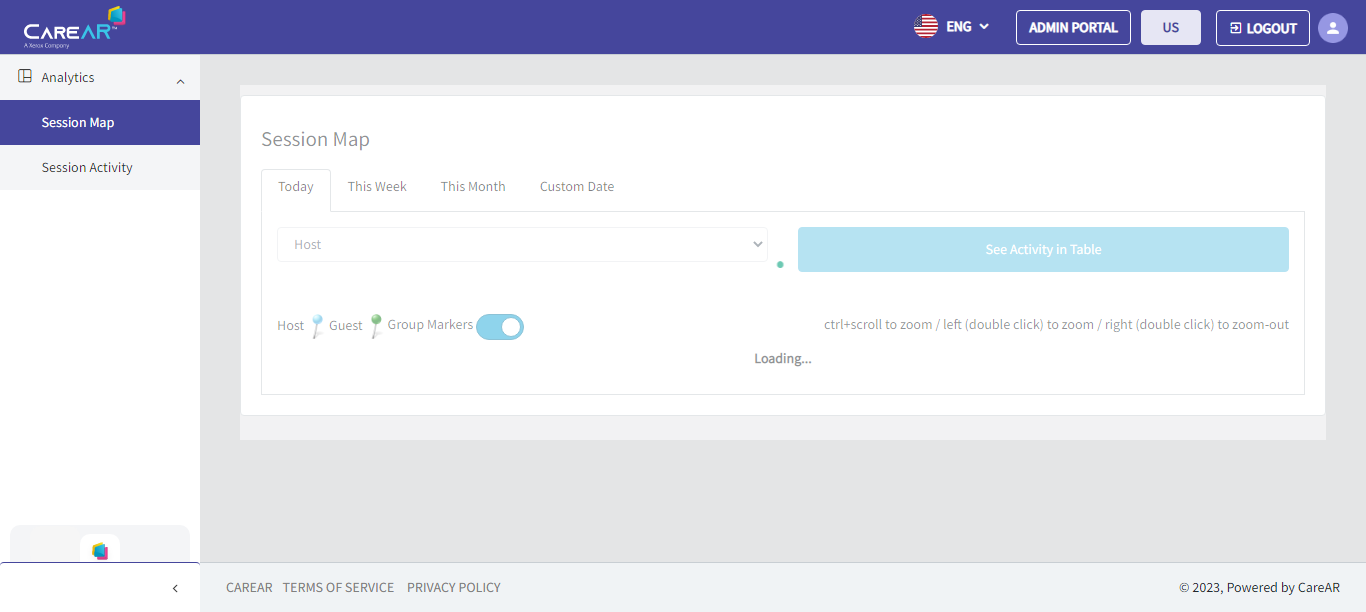 CAREAR™
A Xerox Company
ENG
ADMIN PORTAL
US
LOGOUT
Analytics
Session Map
Session Activity
Session Map
Today
This Week
This Month
Custom Date
Host
See Activity in Table
Host Guest Group Markers
ctrl+scroll to zoom / left (double click) to zoom / right (double click) to zoom-out
Loading...
CAREAR TERMS OF SERVICE PRIVACY POLICY
© 2023, Powered by CareAR